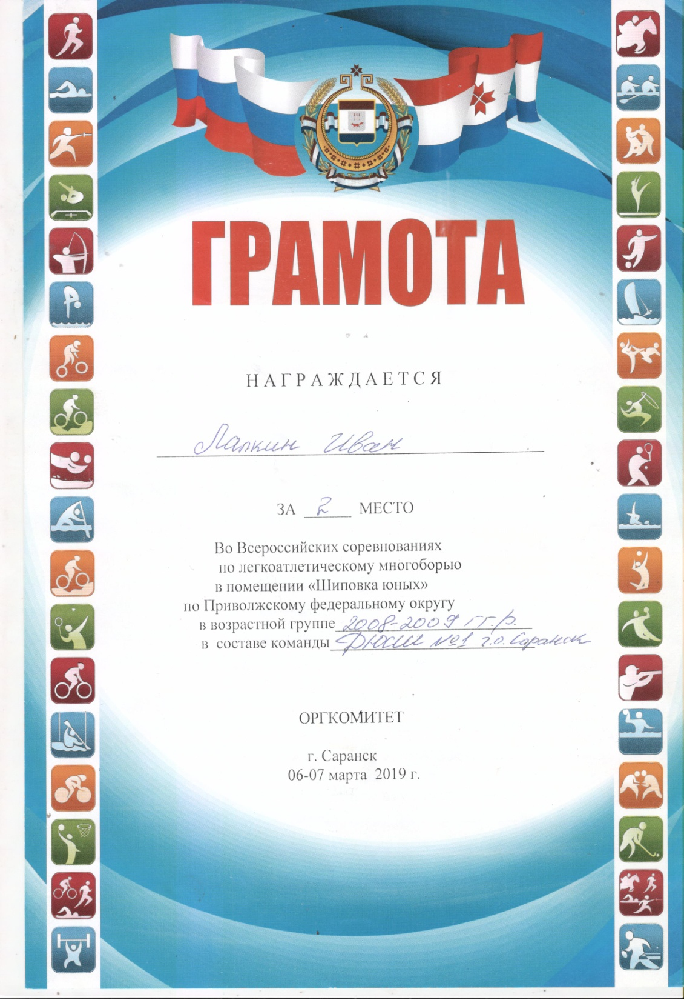 ГРАМОТА
НАГРАЖДАЕТСЯ
Лапкин Иван
ЗА 2 МЕСТО
Во Всероссийских соревнованиях
по легкоатлетическому многоборью
в помещении «Шиповка юных»
по Приволжскому федеральному округу
в возрастной группе 2008-2009 гг.р.
в составе команды ДЮСШ №1 г.о. Саранск
ОРГКОМИТЕТ
г. Саранск
06-07 марта 2019 г.